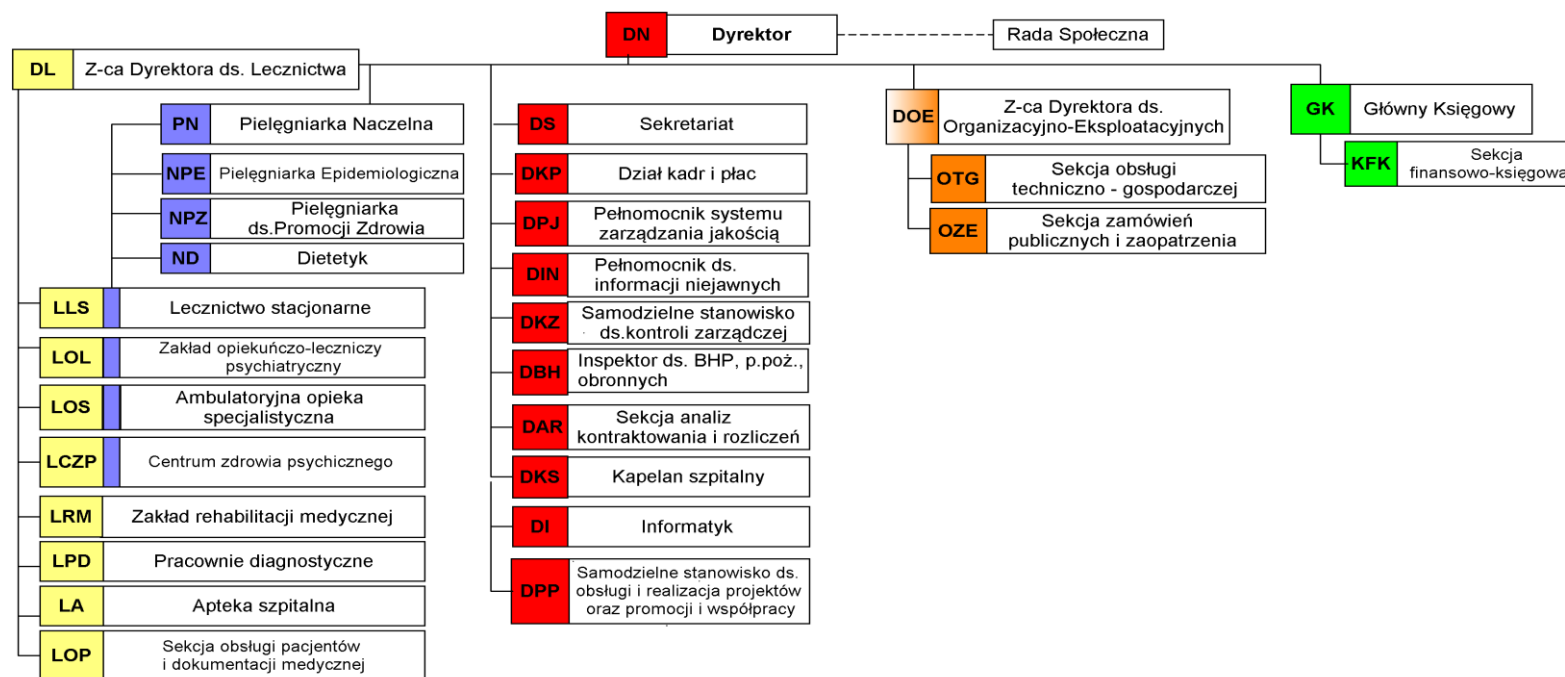 DN Dyrektor
Rada Społeczna
DL Z-ca Dyrektora ds. Lecznictwa
PN Pielęgniarka Naczelna
NPE Pielęgniarka Epidemiologiczna
NPZ Pielęgniarka
ds.Promocji Zdrowia
ND Dietetyk
LLS Lecznictwo stacjonarne
LOL Zakład opiekuńczo-leczniczy
psychiatryczny
LOS Ambulatoryjna opieka
specjalistyczna
LCZP Centrum zdrowia psychicznego
LRM Zakład rehabilitacji medycznej
LPD Pracownie diagnostyczne
LA Apteka szpitalna
LOP Sekcja obsługi pacjentów
i dokumentacji medycznej
DS Sekretariat
DKP Dział kadr i płac
DPJ Pełnomocnik systemu
zarządzania jakością
DIN Pełnomocnik ds.
informacji niejawnych
DKZ Samodzielne stanowisko
ds.kontroli zarządczej
DBH Inspektor ds. BHP, p.poż.,
obronnych
DAR Sekcja analiz
kontraktowania i rozliczeń
DKS Kapelan szpitalny
DI Informatyk
DPP Samodzielne stanowisko ds.
obsługi i realizacja projektów
oraz promocji i współpracy
DOE Z-ca Dyrektora ds.
Organizacyjno-Eksploatacyjnych
OTG Sekcja obsługi
techniczno - gospodarczej
OZE Sekcja zamówień
publicznych i zaopatrzenia
GK Główny Księgowy
KFK Sekcja
finansowo-księgowa